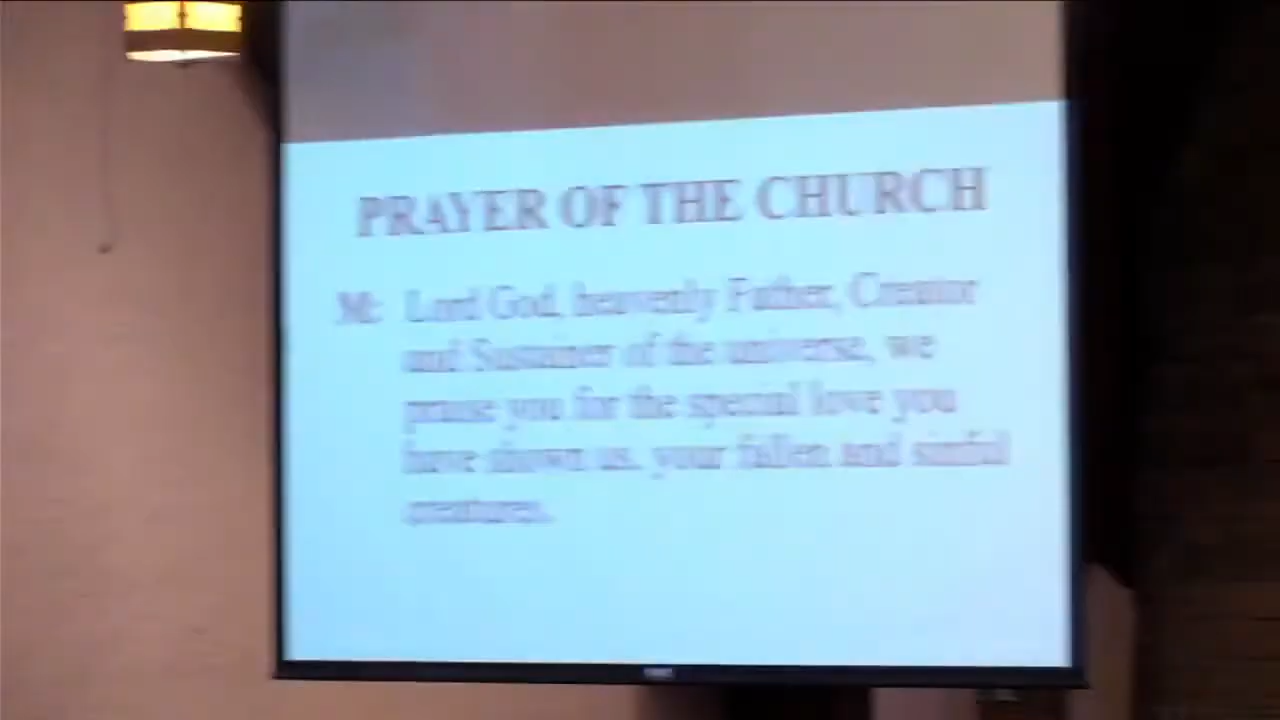 PRAYER OF THE CHURCH
M: Lord God, heavenly Father, Creator
and Sustainer of the universe, we
praise you for the special love you
have shown us, your fallen and sinful
creatures.